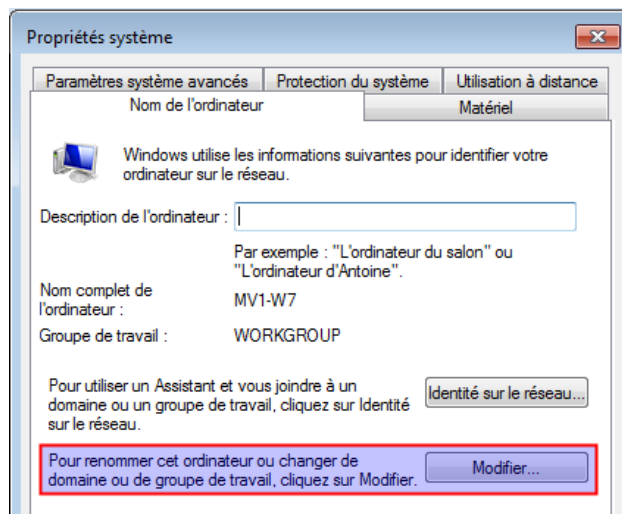 Propriétés système
Paramètres système avancés
Protection du système
Utilisation à distance
Nom de l'ordinateur
Matériel
Windows utilise les informations suivantes pour identifier votre
ordinateur sur le réseau.
Description de l'ordinateur :
Par exemple : "L'ordinateur du salon" ou
"L'ordinateur d'Antoine".
Nom complet de
l'ordinateur :
MV1-W7
Groupe de travail :
WORKGROUP
Pour utiliser un Assistant et vous joindre à un
domaine ou un groupe de travail, cliquez sur Identité
sur le réseau.
Identité sur le réseau...
Pour renommer cet ordinateur ou changer de
domaine ou de groupe de travail, cliquez sur Modifier.
Modifier...